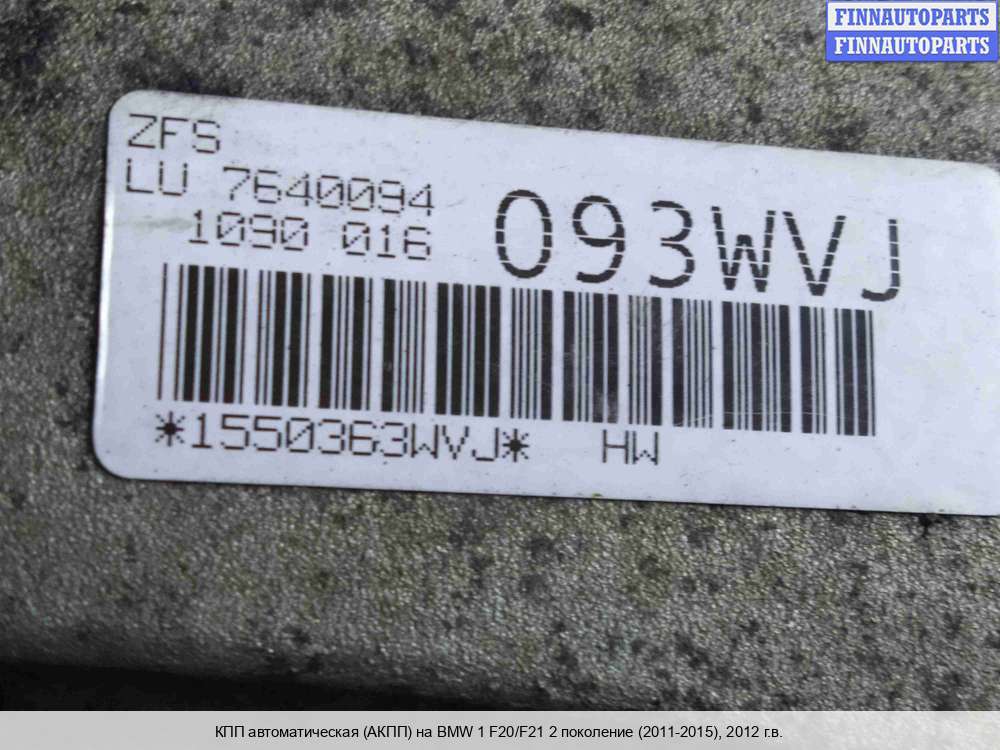 FINNAUTOPARTS
FINNAUTOPARTS
ZFS
LU 7640094
1090 016
093WVJ
*1550363WVJ* HW
КПП автоматическая (АКПП) на BMW 1 F20/F21 2 поколение (2011-2015), 2012 г.в.